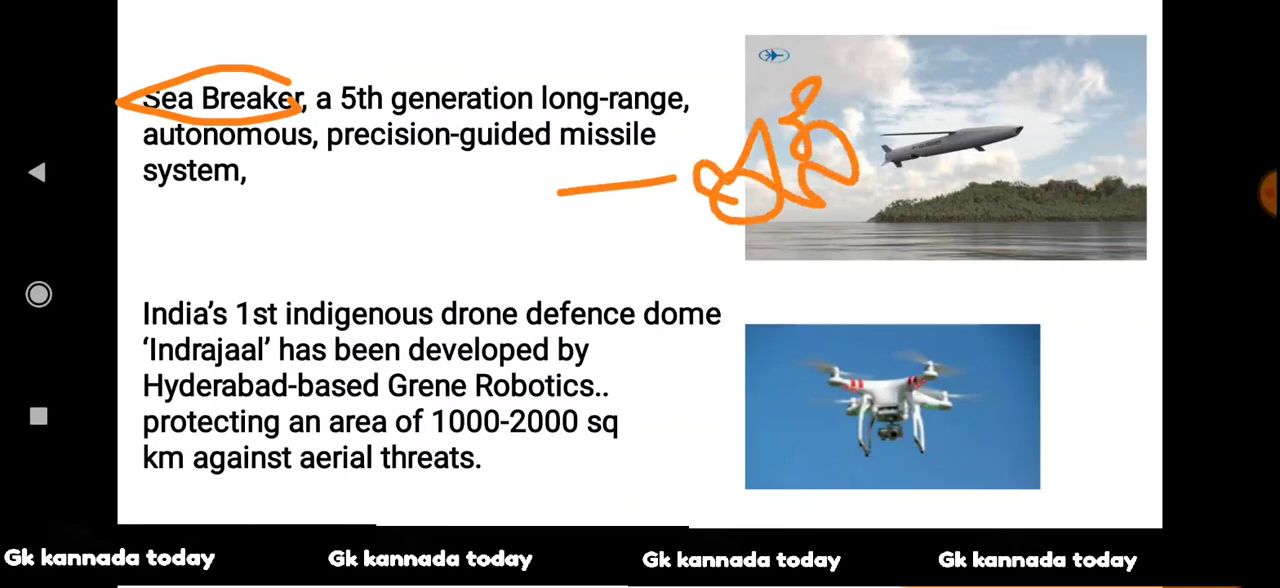 Sea Breaker, a 5th generation long-range,
autonomous, precision-guided missile
system,
India's 1st indigenous drone defence dome
'Indrajaal' has been developed by
Hyderabad-based Grene Robotics..
protecting an area of 1000-2000 sq
km against aerial threats.
Gk kannada today Gk kannada today Gk kannada today Gk kannada today